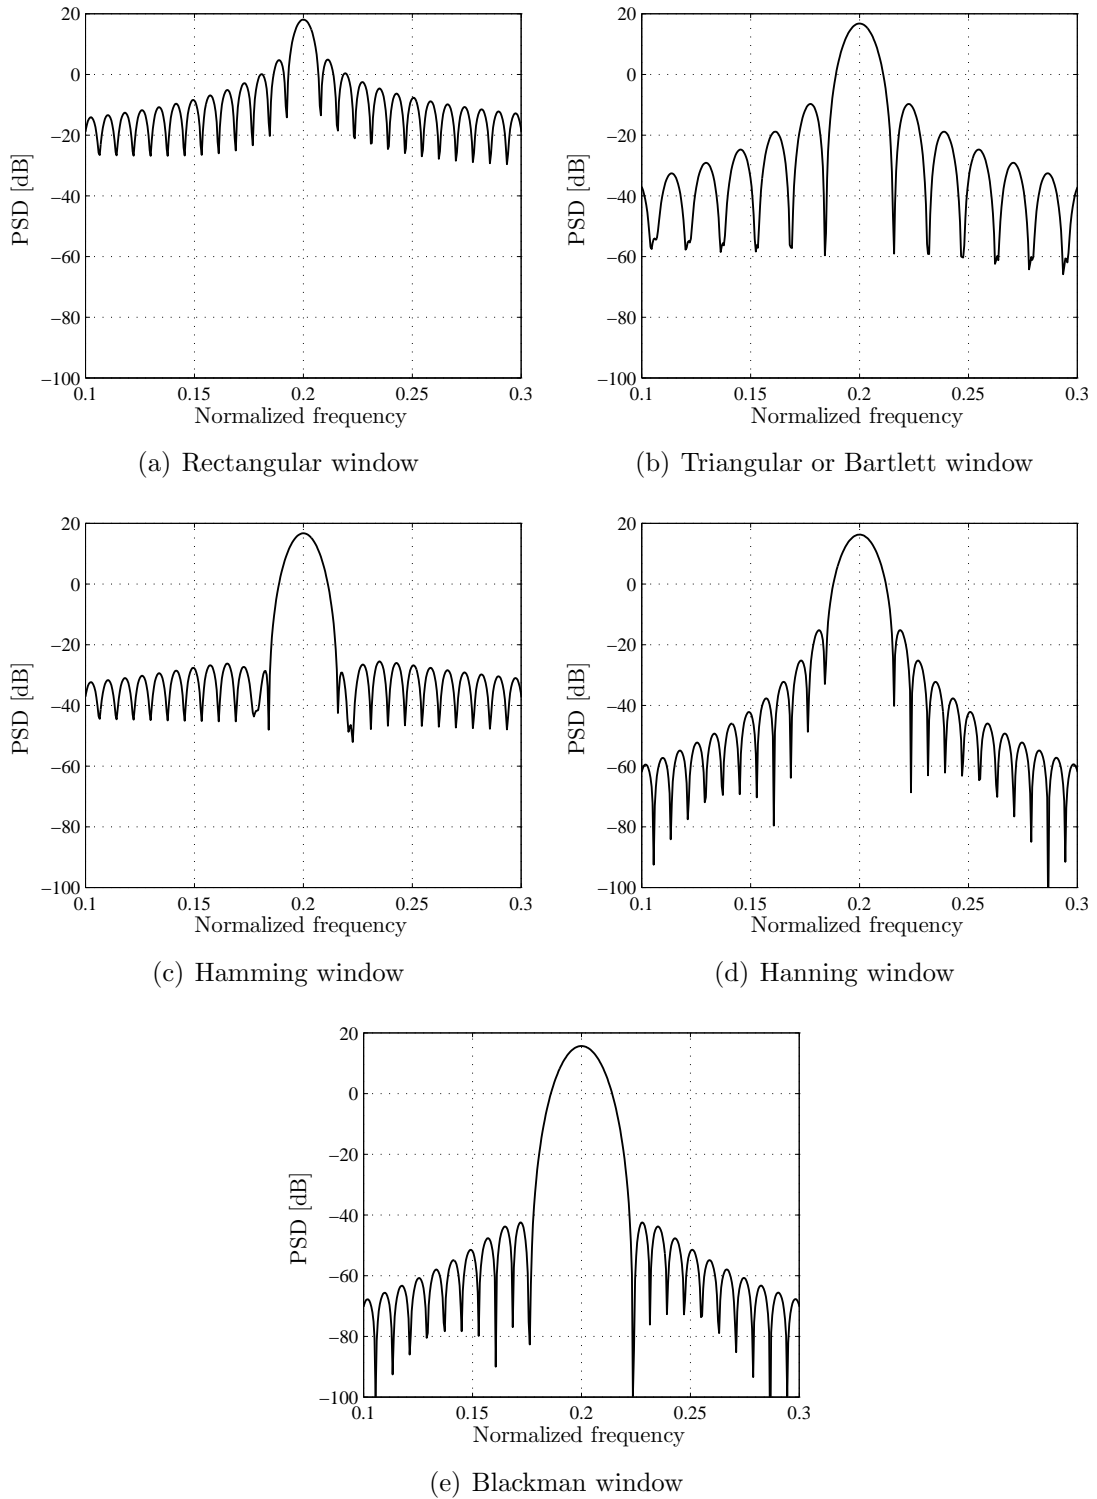 20
0
−20
−40
−60
−80
−100
PSD [dB]
0.1 0.15 0.2 0.25 0.3
Normalized frequency
(a) Rectangular window
20
0
−20
−40
−60
−80
−100
PSD [dB]
0.1 0.15 0.2 0.25 0.3
Normalized frequency
(b) Triangular or Bartlett window
20
0
−20
−40
−60
−80
−100
PSD [dB]
0.1 0.15 0.2 0.25 0.3
Normalized frequency
(c) Hamming window
20
0
−20
−40
−60
−80
−100
PSD [dB]
0.1 0.15 0.2 0.25 0.3
Normalized frequency
(d) Hanning window
20
0
−20
−40
−60
−80
−100
PSD [dB]
0.1 0.15 0.2 0.25 0.3
Normalized frequency
(e) Blackman window